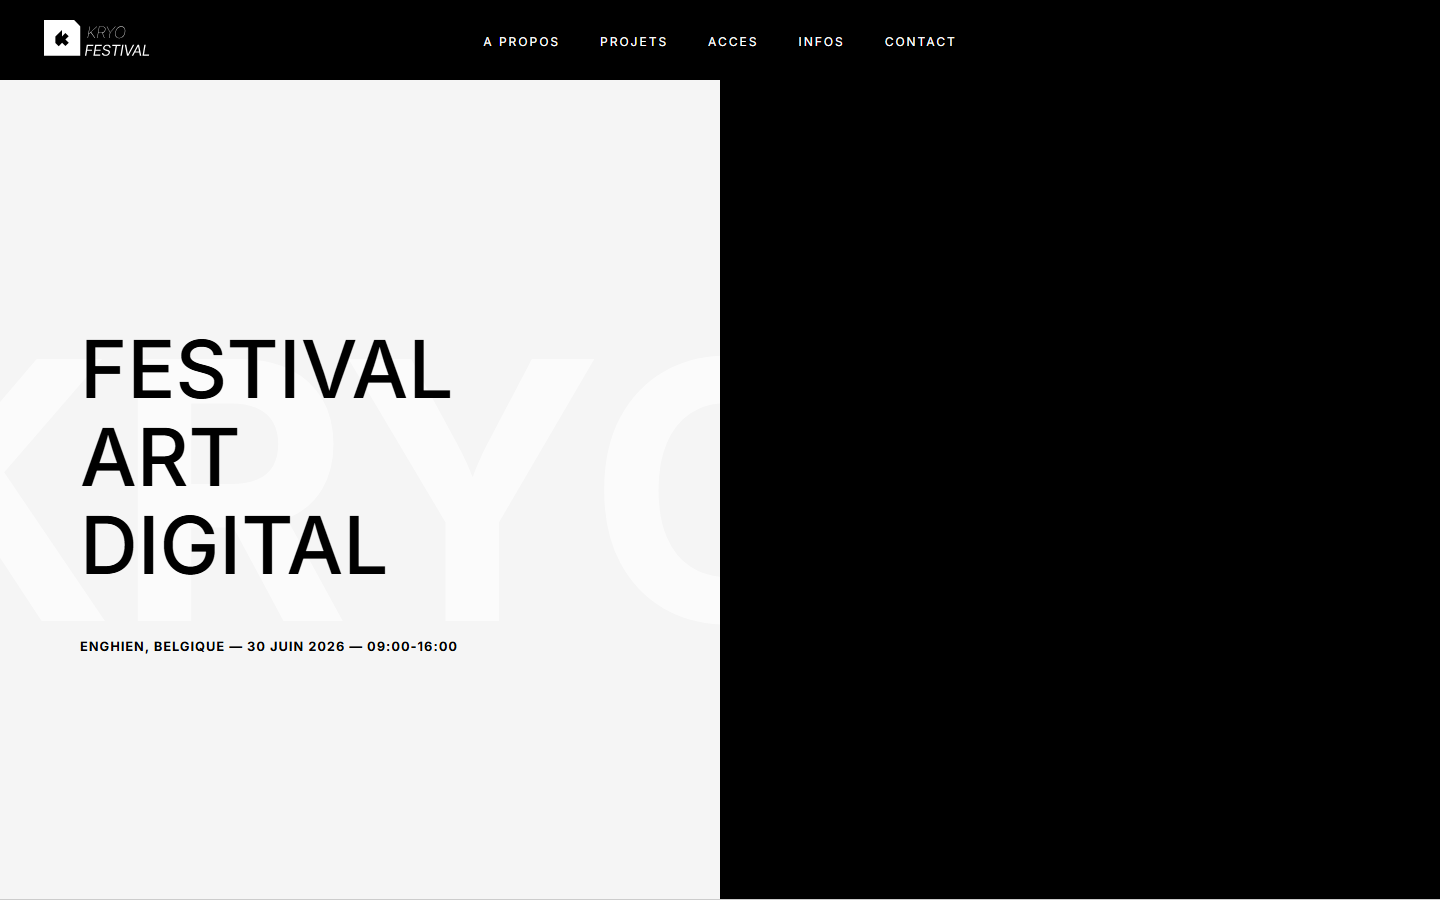 KRYO
FESTIVAL
A PROPOS
PROJETS
ACCES
INFOS
CONTACT
KRYO
FESTIVAL
ART
DIGITAL
ENGHIEN, BELGIQUE — 30 JUIN 2026 — 09:00-16:00